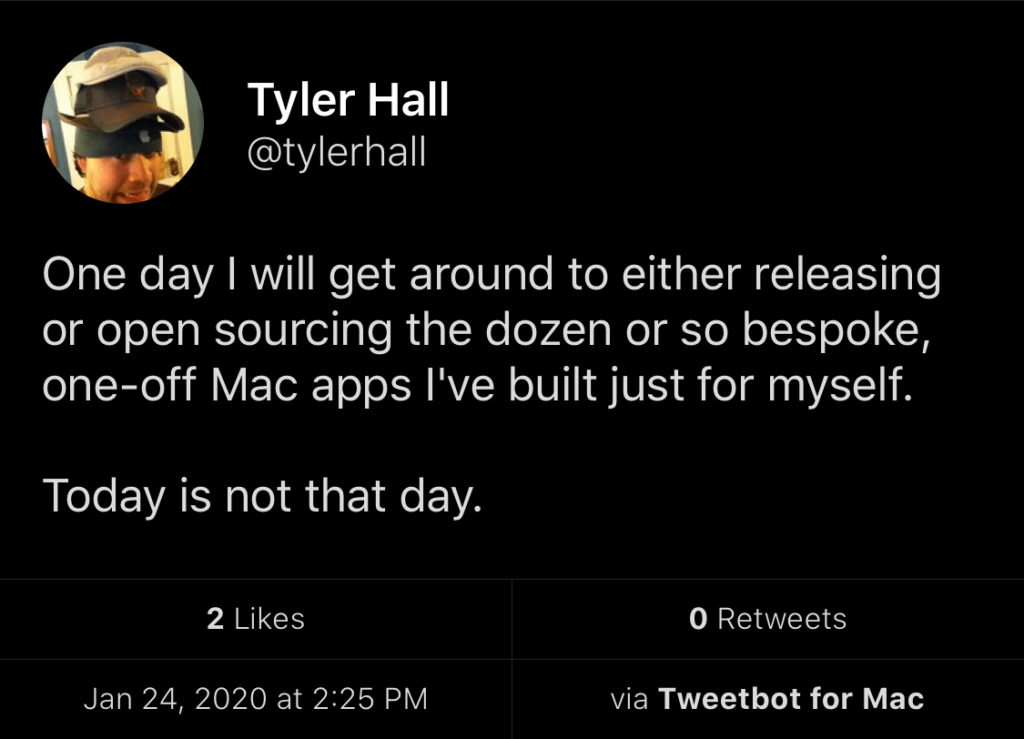 Tyler Hall
@tylerhall
One day I will get around to either releasing
or open sourcing the dozen or so bespoke,
one-off Mac apps I've built just for myself.
Today is not that day.
2 Likes
0 Retweets
Jan 24, 2020 at 2:25 PM
via Tweetbot for Mac